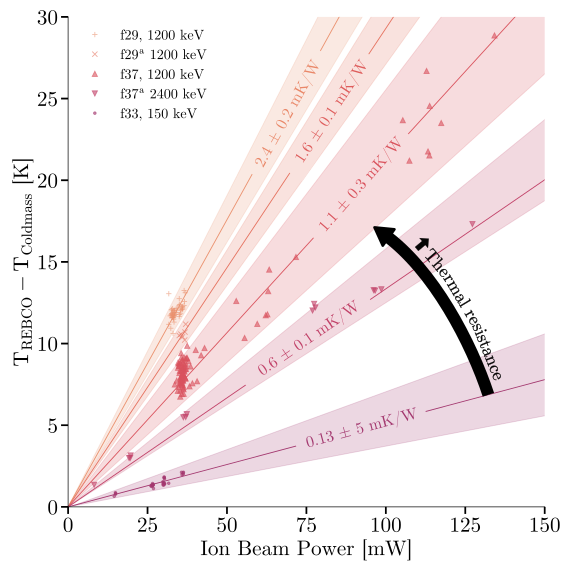 f29, 1200 keV
f29ᵃ 1200 keV
f37, 1200 keV
f37ᵃ 2400 keV
f33, 150 keV
2.4 ± 0.2 mK/W
1.6 ± 0.1 mK/W
1.1 ± 0.3 mK/W
0.6 ± 0.1 mK/W
0.13 ± 5 mK/W
Thermal resistance
T_REBCO − T_Coldmass [K]
30
25
20
15
10
5
0
0 25 50 75 100 125 150
Ion Beam Power [mW]